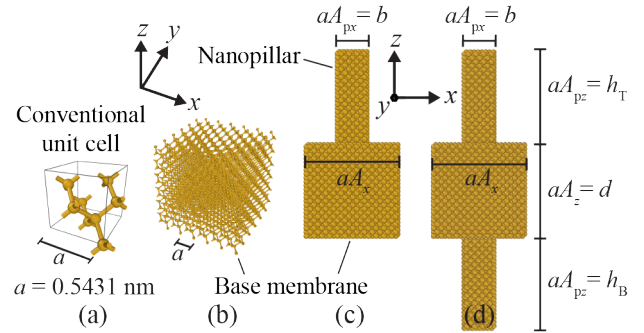 aA_px = b
aA_px = b
z
y
x
Nanopillar
z
y
x
aA_pz = h_T
Conventional
unit cell
aA_x
aA_x
aA_z = d
a
a
Base membrane
aA_pz = h_B
a = 0.5431 nm
(a)
(b)
(c)
(d)